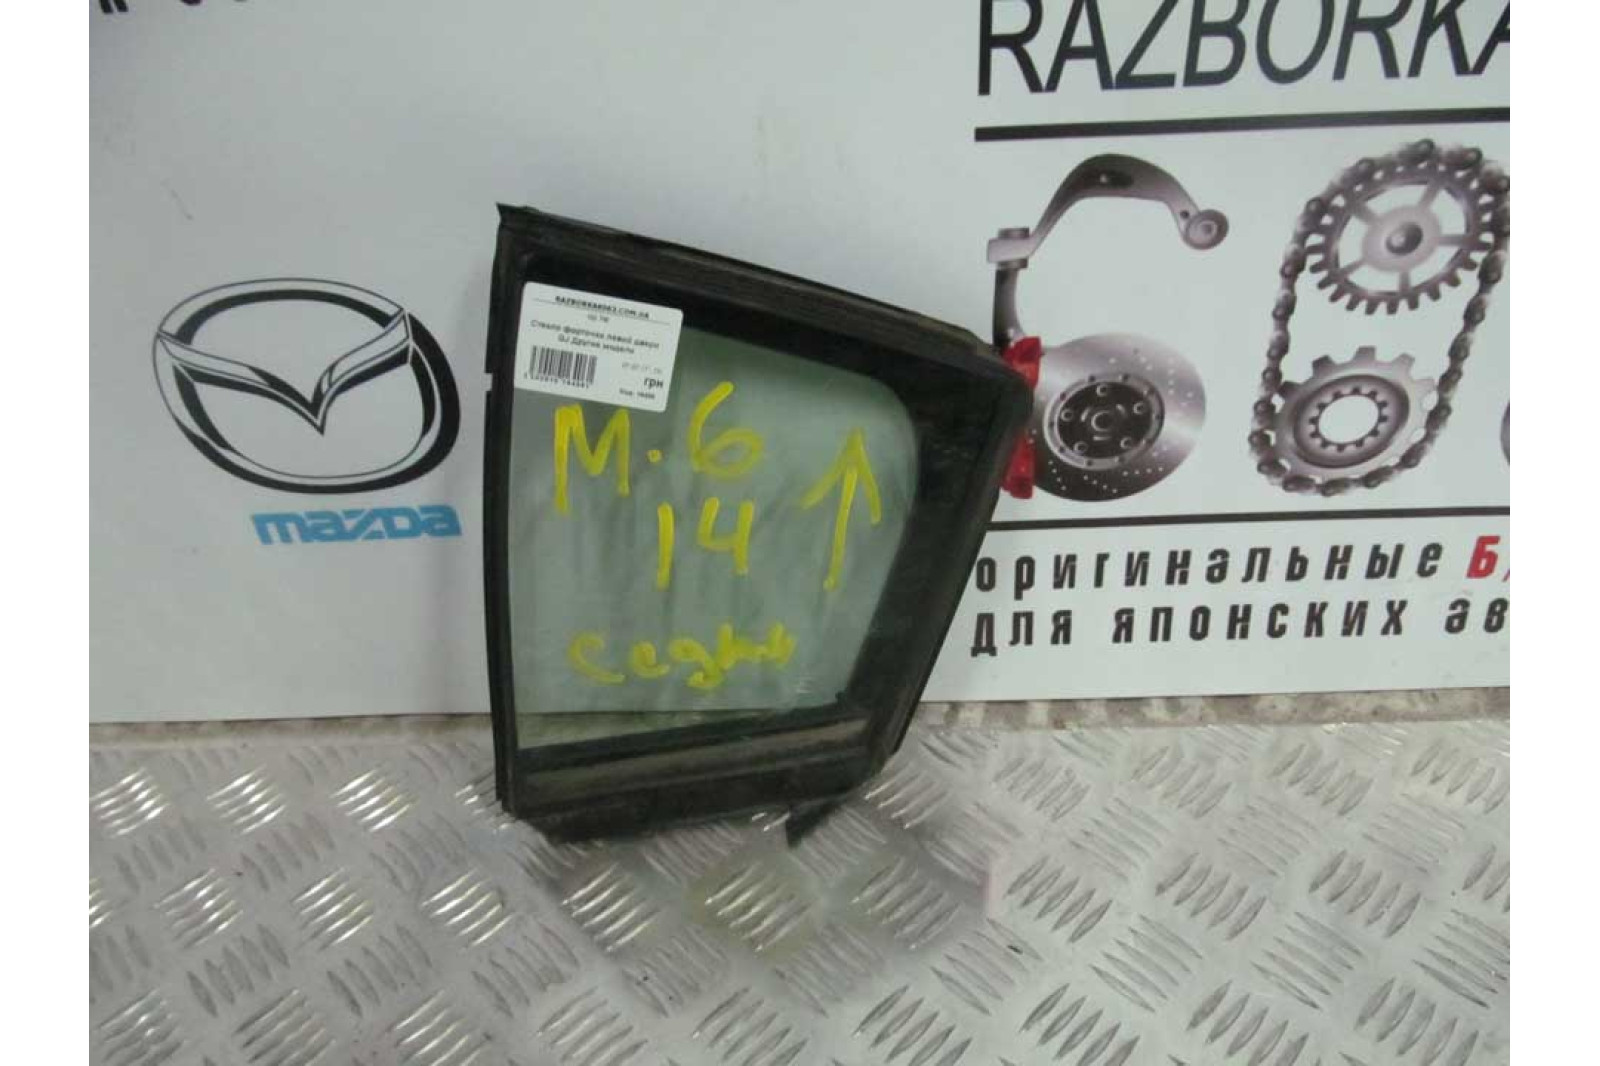 RAZBORKA
RAZBORKA063.COM.UA
Стекло форточка левой двери
GJ Другие модели
грн
М.6
14
седан
mazda
оригинальные Б/
для японских ав